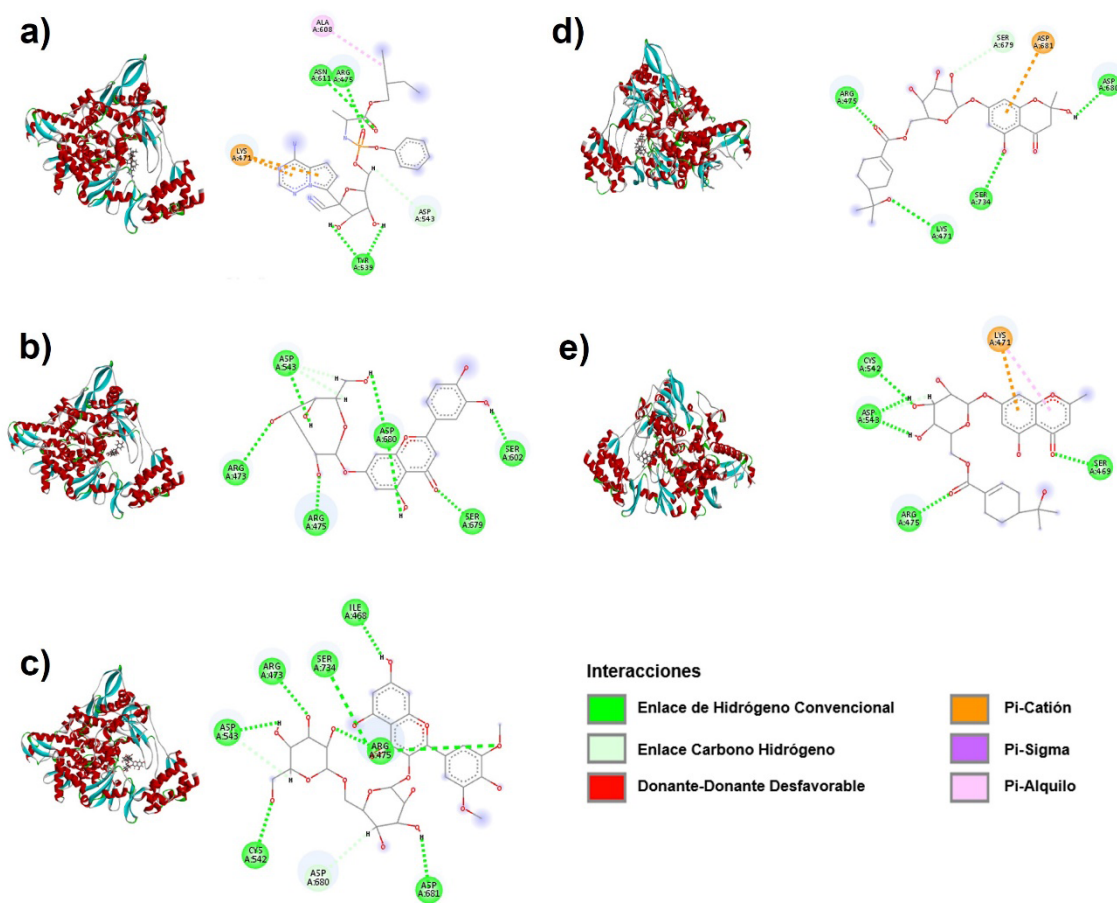 a)
ALA
A:608
ASN
A:611
ARG
A:475
LYS
A:471
H
ASP
A:543
H
H
TYR
A:539
d)
SER
A:679
ASP
A:681
ARG
A:475
ASP
A:680
H
SER
A:734
LYS
A:471
b)
ASP
A:543
H
H
H
H
ASP
A:680
H
SER
A:602
ARG
A:473
ARG
A:475
H
SER
A:679
e)
LYS
A:471
CYS
A:542
ASP
A:543
H
H
SER
A:469
ARG
A:475
c)
ILE
A:468
ARG
A:473
SER
A:734
H
ASP
A:543
H
ARG
A:475
H
CYS
A:542
ASP
A:680
H
H
ASP
A:681
Interacciones
Enlace de Hidrógeno Convencional
Enlace Carbono Hidrógeno
Donante-Donante Desfavorable
Pi-Catión
Pi-Sigma
Pi-Alquilo